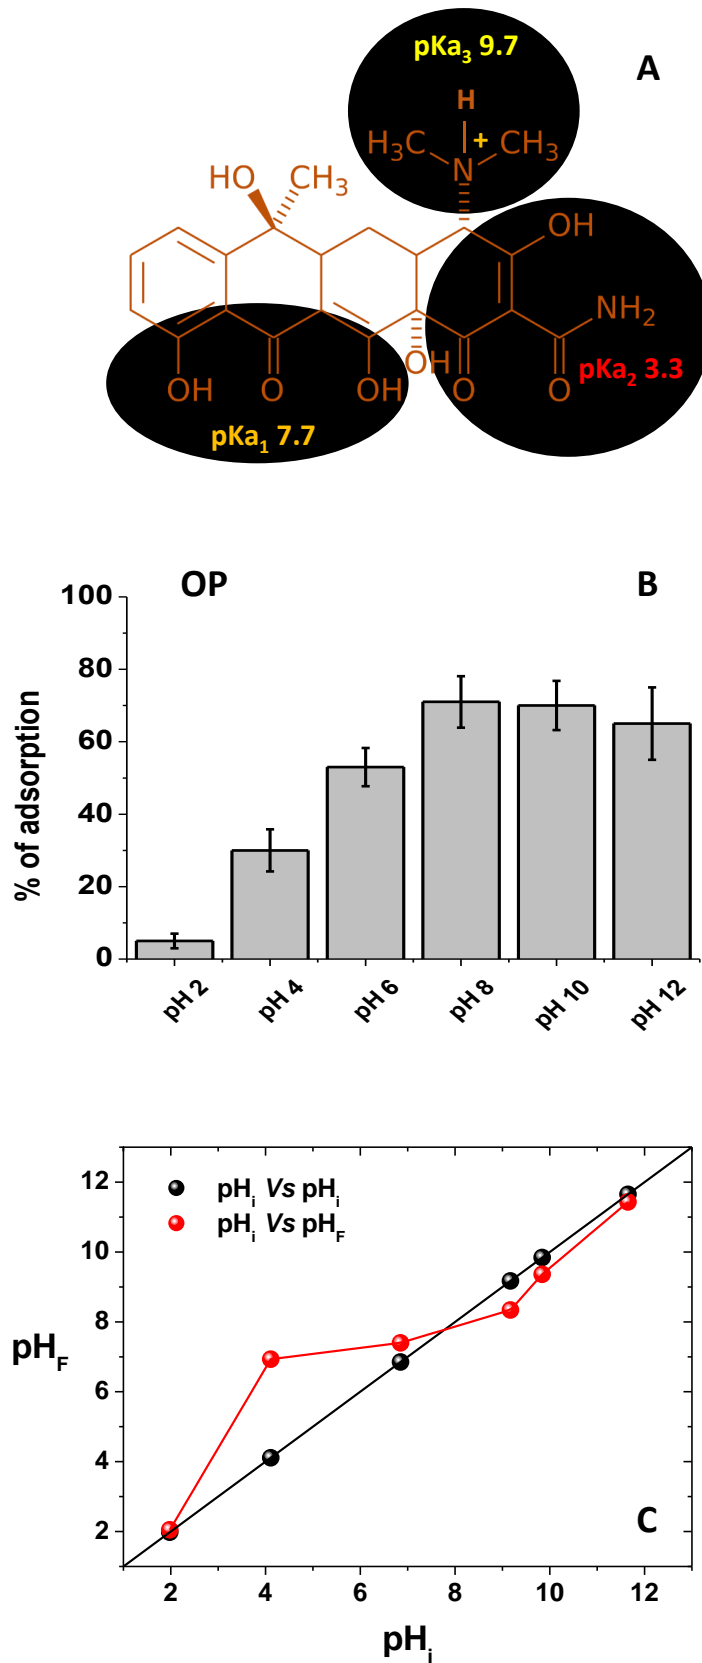 pKa₃ 9.7
A
H
H₃C + CH₃
N
HO CH₃
OH
NH₂
OH
OH O OH O O
pKa₂ 3.3
pKa₁ 7.7
OP
B
% of adsorption
100
80
60
40
20
0
pH 2 pH 4 pH 6 pH 8 pH 10 pH 12
pHᵢ Vs pHᵢ
pHᵢ Vs pH_F
12
10
8
6
4
2
pH_F
C
2 4 6 8 10 12
pHᵢ